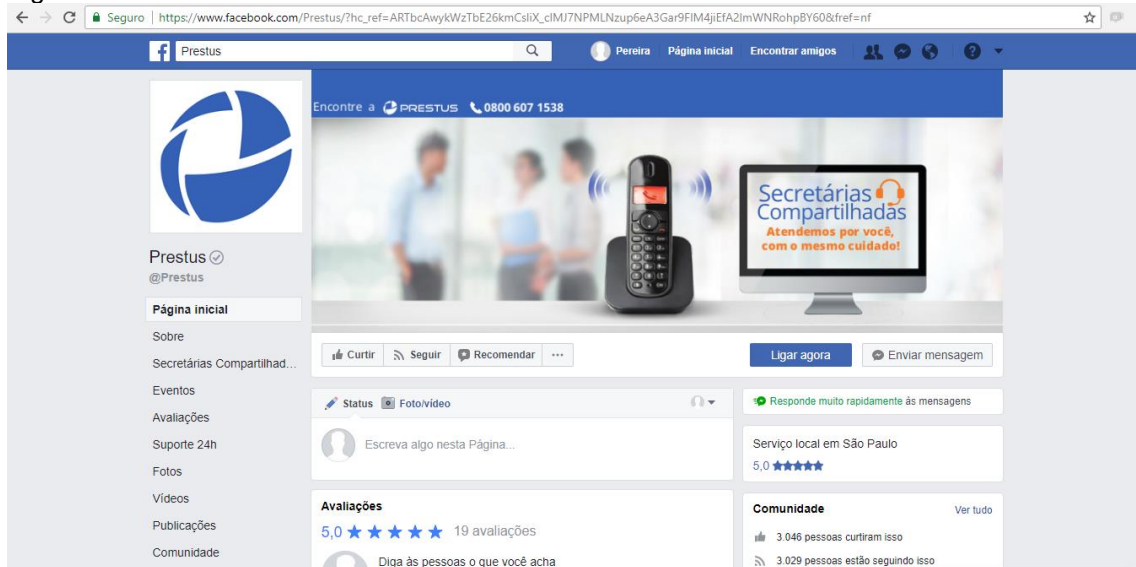 Seguro | https://www.facebook.com/Prestus/?hc_ref=ARTbcAwykWzTbE26kmCsliX_clMJ7NPMLNzup6eA3Gar9FlM4jiEfA2lmWNRohpBY60&fref=nf
Prestus
Pereira Página inicial Encontrar amigos
Encontre a PRESTUS 0800 607 1538
Secretárias
Compartilhadas
Atendemos por você,
com o mesmo cuidado!
Prestus
@Prestus
Página inicial
Sobre
Secretárias Compartilhad...
Eventos
Avaliações
Suporte 24h
Fotos
Vídeos
Publicações
Comunidade
Curtir Seguir Recomendar ...
Ligar agora Enviar mensagem
Status Foto/vídeo
Escreva algo nesta Página...
Avaliações
5,0 19 avaliações
Diga às pessoas o que você acha
Responde muito rapidamente às mensagens
Serviço local em São Paulo
5,0
Comunidade Ver tudo
3.046 pessoas curtiram isso
3.029 pessoas estão seguindo isso